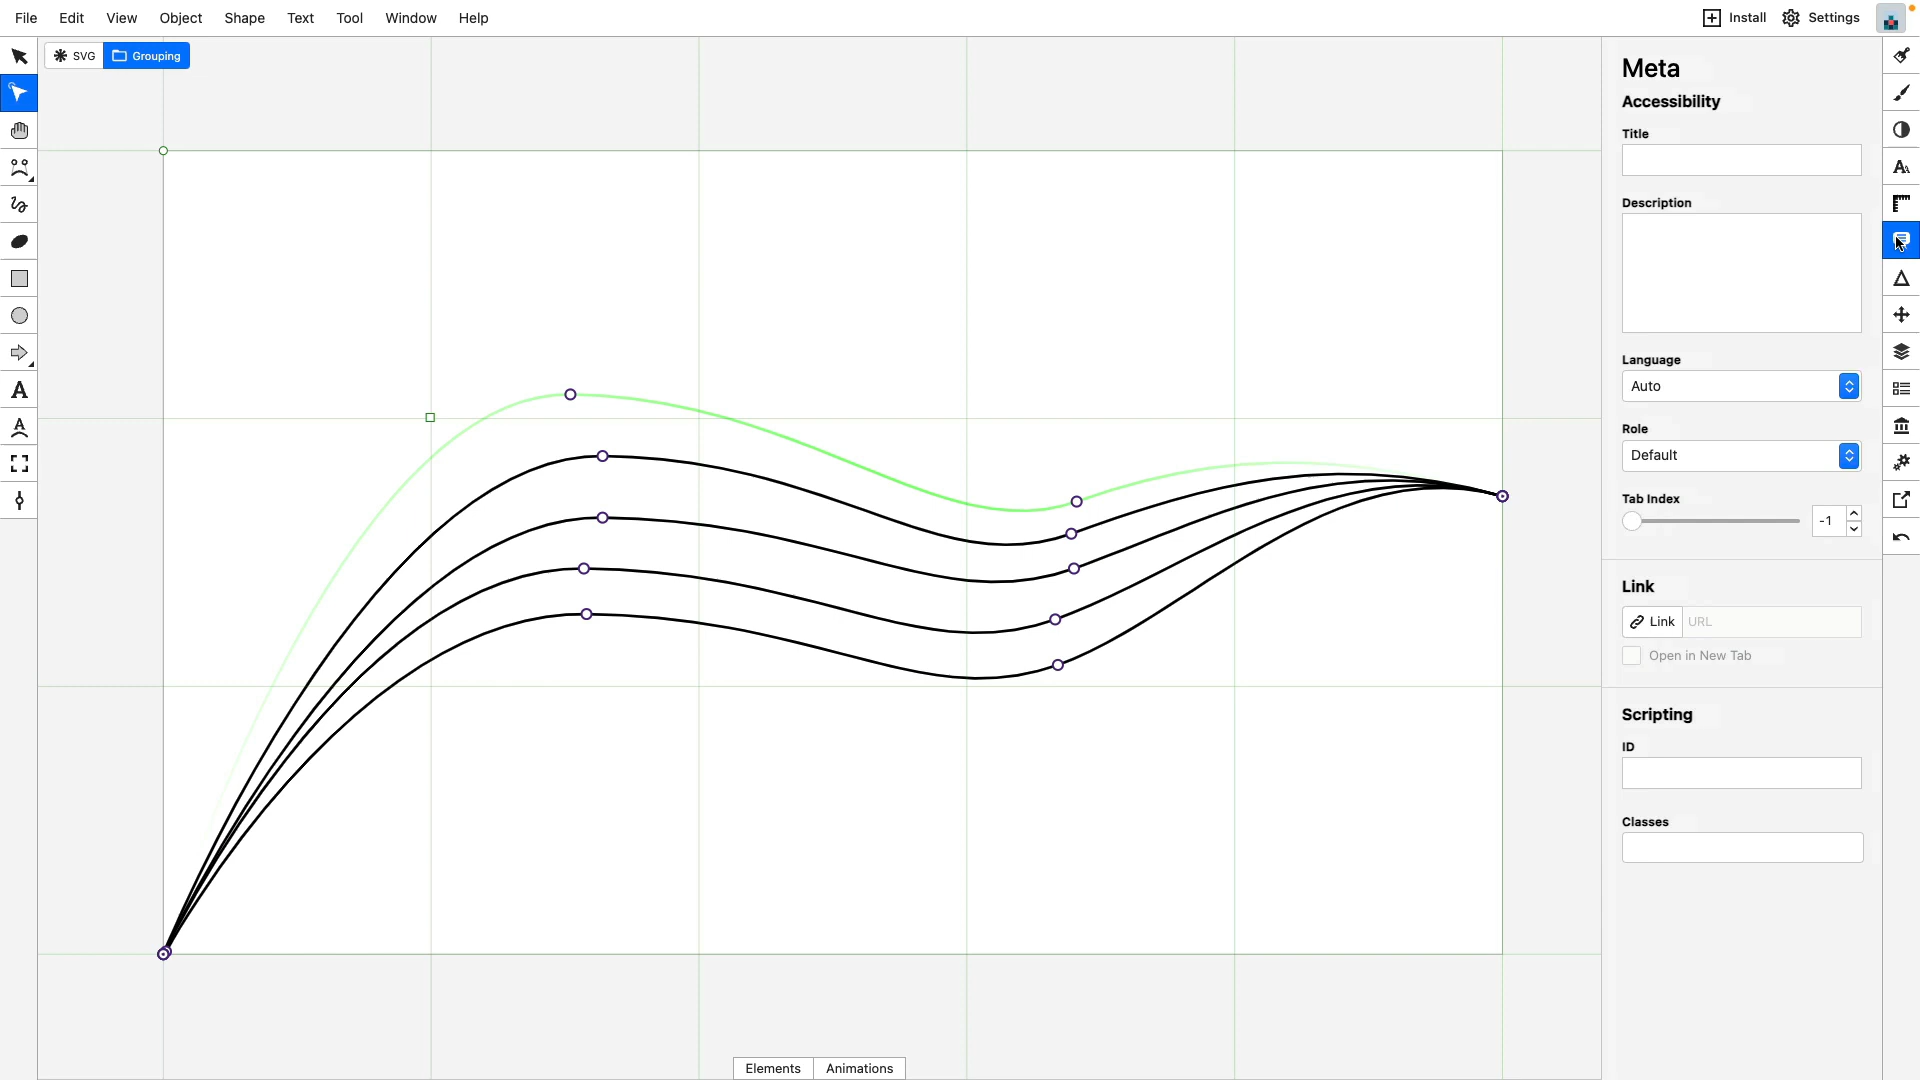 File Edit View Object Shape Text Tool Window Help Install Settings
SVG Grouping
Meta
Accessibility
Title
Description
Language
Auto
Role
Default
Tab Index
-1
Link
Link URL
Open in New Tab
Scripting
ID
Classes
Elements Animations